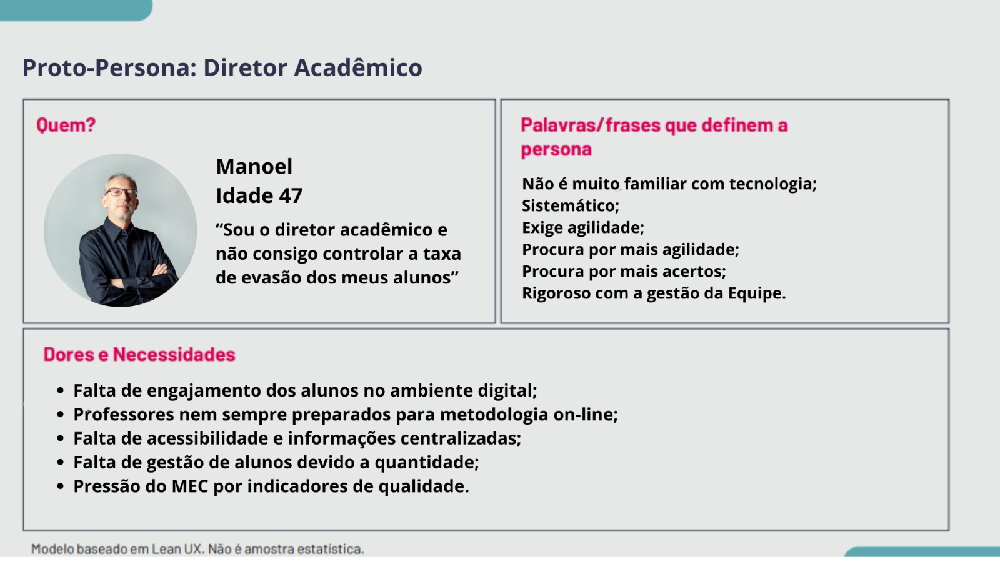 Proto-Persona: Diretor Acadêmico
Quem?
Manoel
Idade 47
“Sou o diretor acadêmico e
não consigo controlar a taxa
de evasão dos meus alunos”
Palavras/frases que definem a
persona
Não é muito familiar com tecnologia;
Sistemático;
Exige agilidade;
Procura por mais agilidade;
Procura por mais acertos;
Rigoroso com a gestão da Equipe.
Dores e Necessidades
• Falta de engajamento dos alunos no ambiente digital;
• Professores nem sempre preparados para metodologia on-line;
• Falta de acessibilidade e informações centralizadas;
• Falta de gestão de alunos devido a quantidade;
• Pressão do MEC por indicadores de qualidade.
Modelo baseado em Lean UX. Não é amostra estatística.